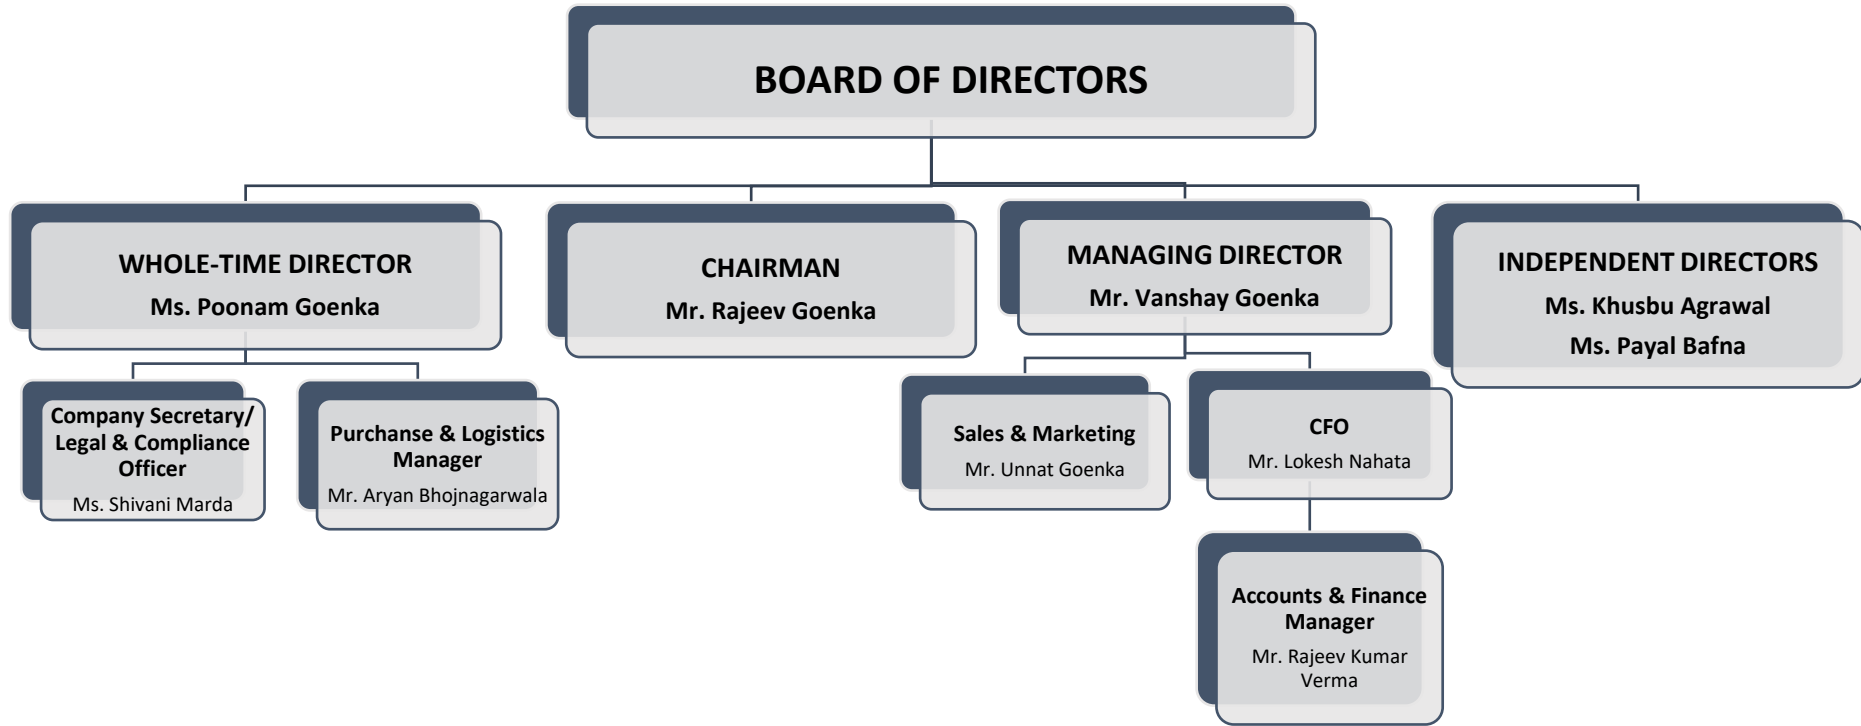 BOARD OF DIRECTORS
WHOLE-TIME DIRECTOR
Ms. Poonam Goenka
CHAIRMAN
Mr. Rajeev Goenka
MANAGING DIRECTOR
Mr. Vanshay Goenka
INDEPENDENT DIRECTORS
Ms. Khusbu Agrawal
Ms. Payal Bafna
Company Secretary/
Legal & Compliance
Officer
Ms. Shivani Marda
Purchanse & Logistics
Manager
Mr. Aryan Bhojnagarwala
Sales & Marketing
Mr. Unnat Goenka
CFO
Mr. Lokesh Nahata
Accounts & Finance
Manager
Mr. Rajeev Kumar
Verma